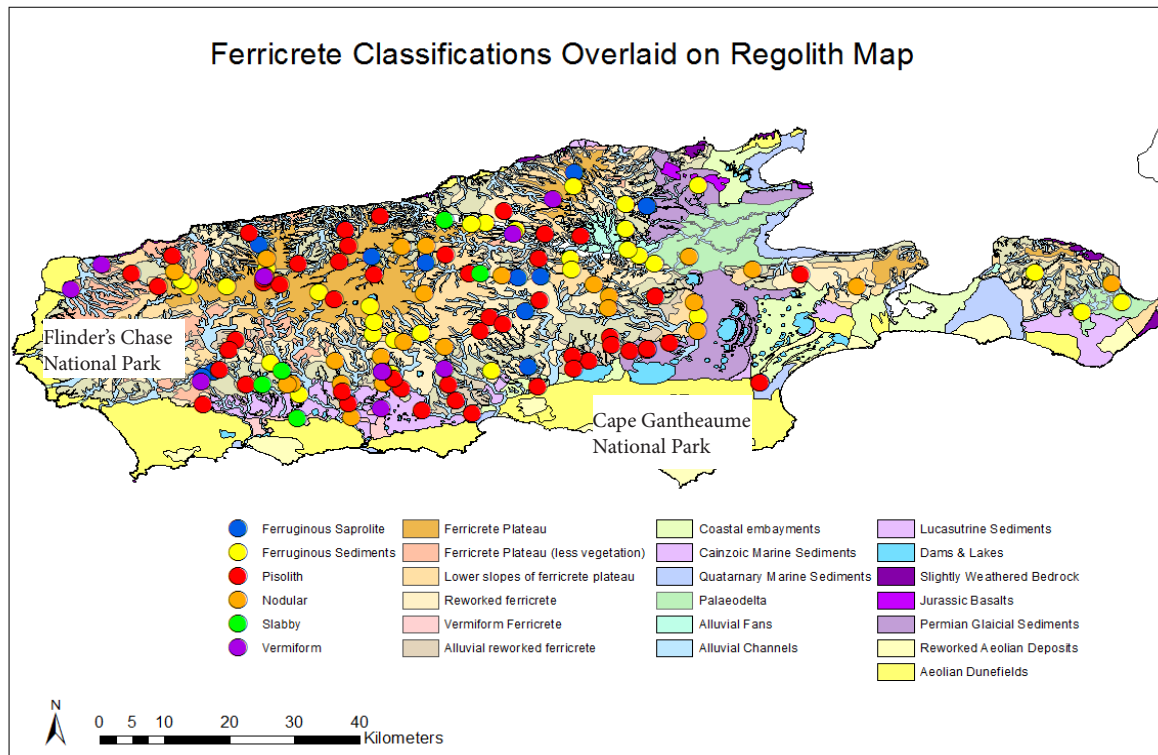 Ferricrete Classifications Overlaid on Regolith Map
Flinder's Chase
National Park
Cape Gantheaume
National Park
Ferruginous Saprolite
Ferruginous Sediments
Pisolith
Nodular
Slabby
Vermiform
Ferricrete Plateau
Ferricrete Plateau (less vegetation)
Lower slopes of ferricrete plateau
Reworked ferricrete
Vermiform Ferricrete
Alluvial reworked ferricrete
Coastal embayments
Cainzoic Marine Sediments
Quatarnary Marine Sediments
Palaeodelta
Alluvial Fans
Alluvial Channels
Lucasutrine Sediments
Dams & Lakes
Slightly Weathered Bedrock
Jurassic Basalts
Permian Glaicial Sediments
Reworked Aeolian Deposits
Aeolian Dunefields
N
0 5 10 20 30 40
Kilometers